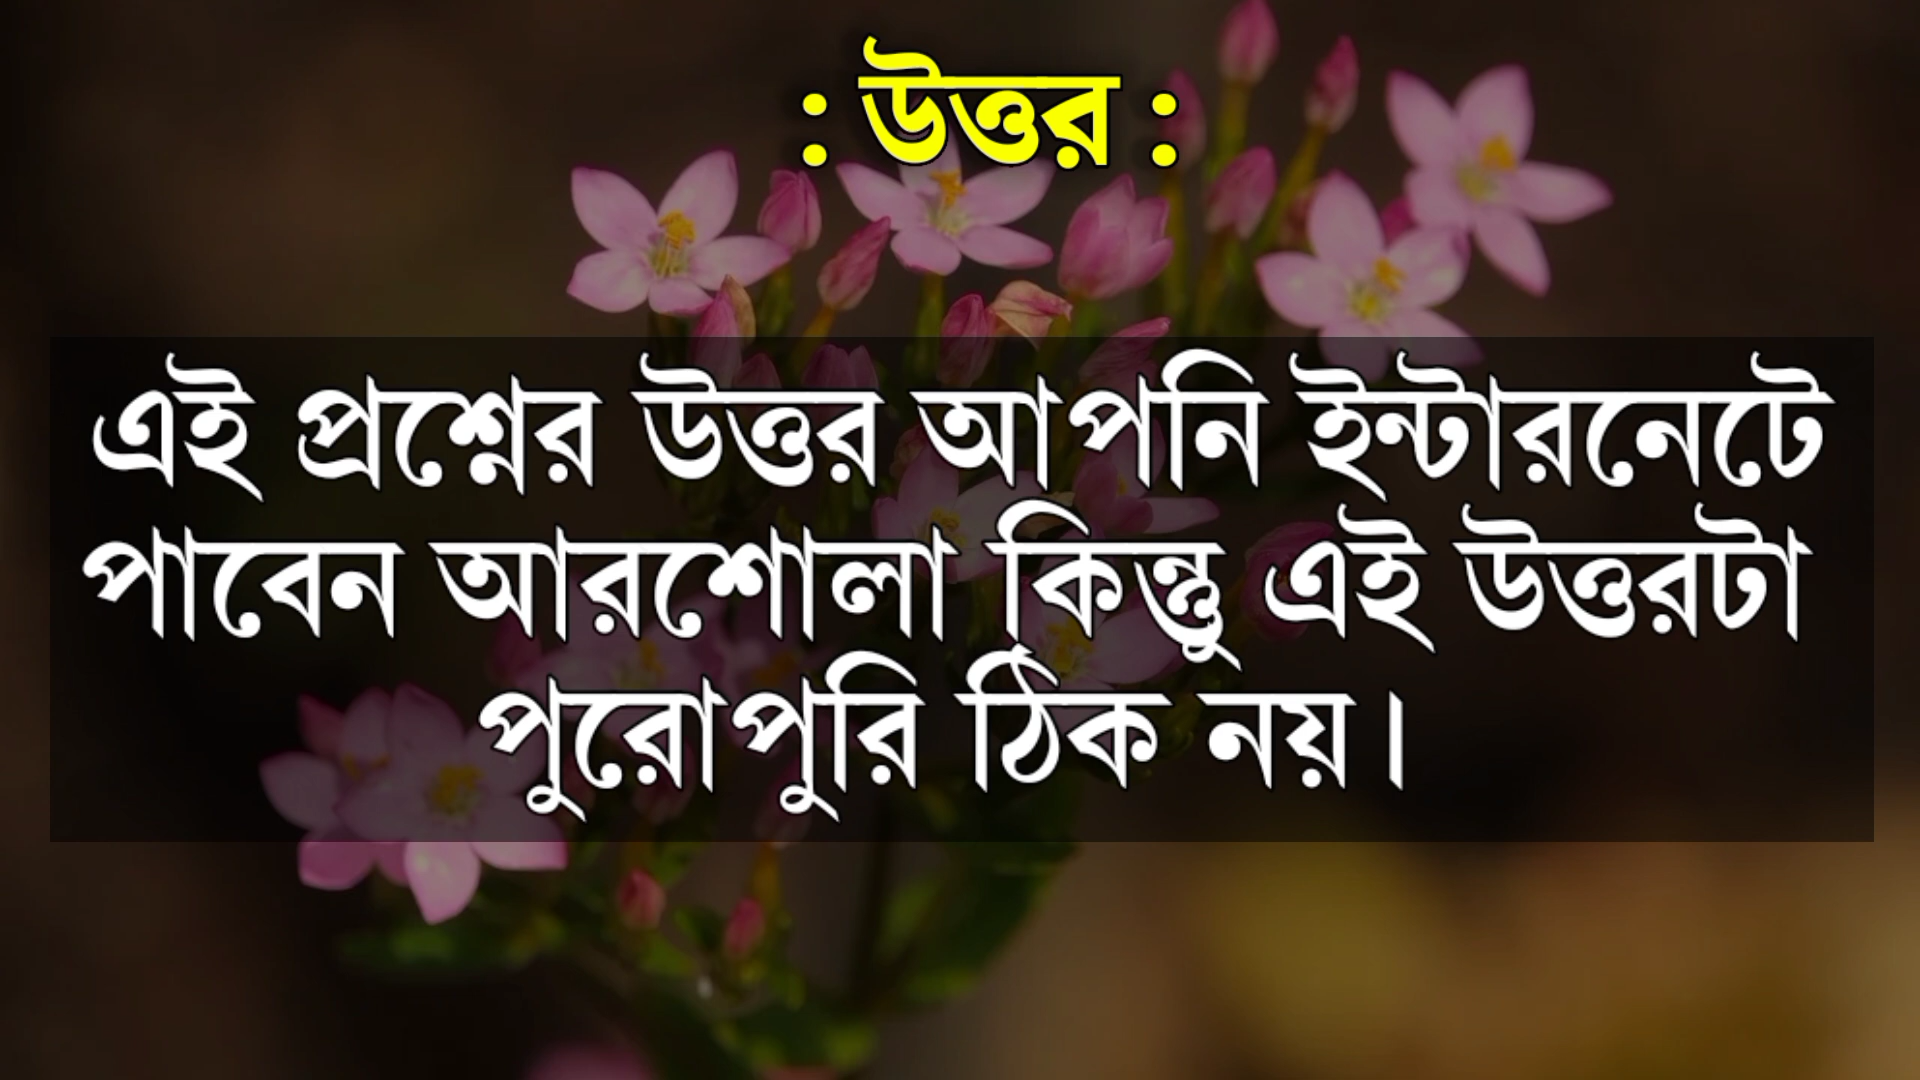 : উত্তর :
এই প্রশ্নের উত্তর আপনি ইন্টারনেটে
পাবেন আরশোলা কিন্তু এই উত্তরটা
পুরোপুরি ঠিক নয়।